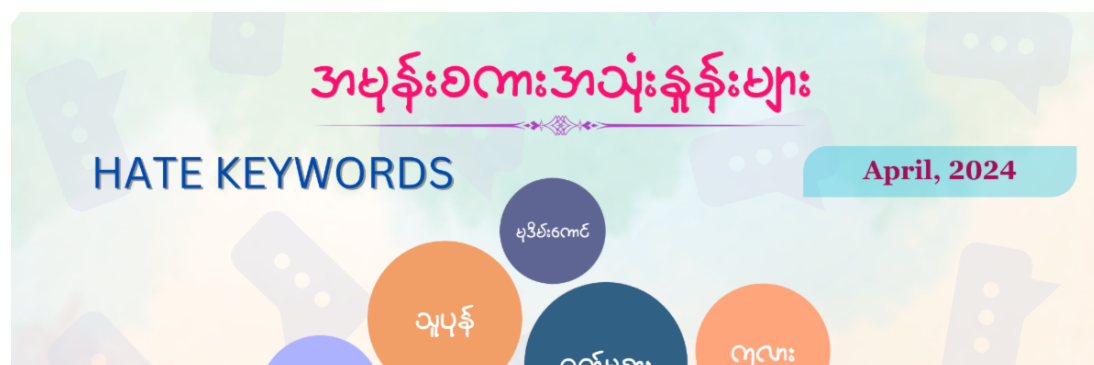 အမုန်းစကားအသုံးနှုန်းများ
HATE KEYWORDS
April, 2024
မုဒိမ်းကောင်
သူပုန်
ကုလား